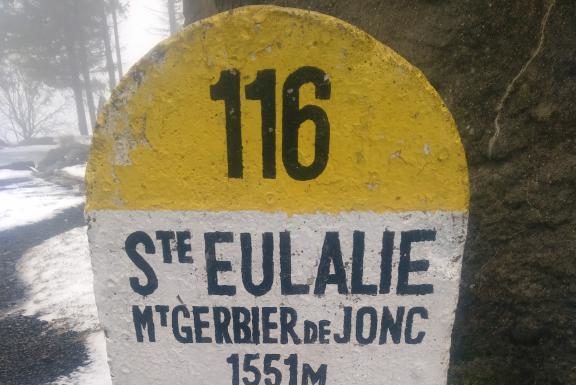 116
STE EULALIE
MT GERBIER DE JONC
1551M